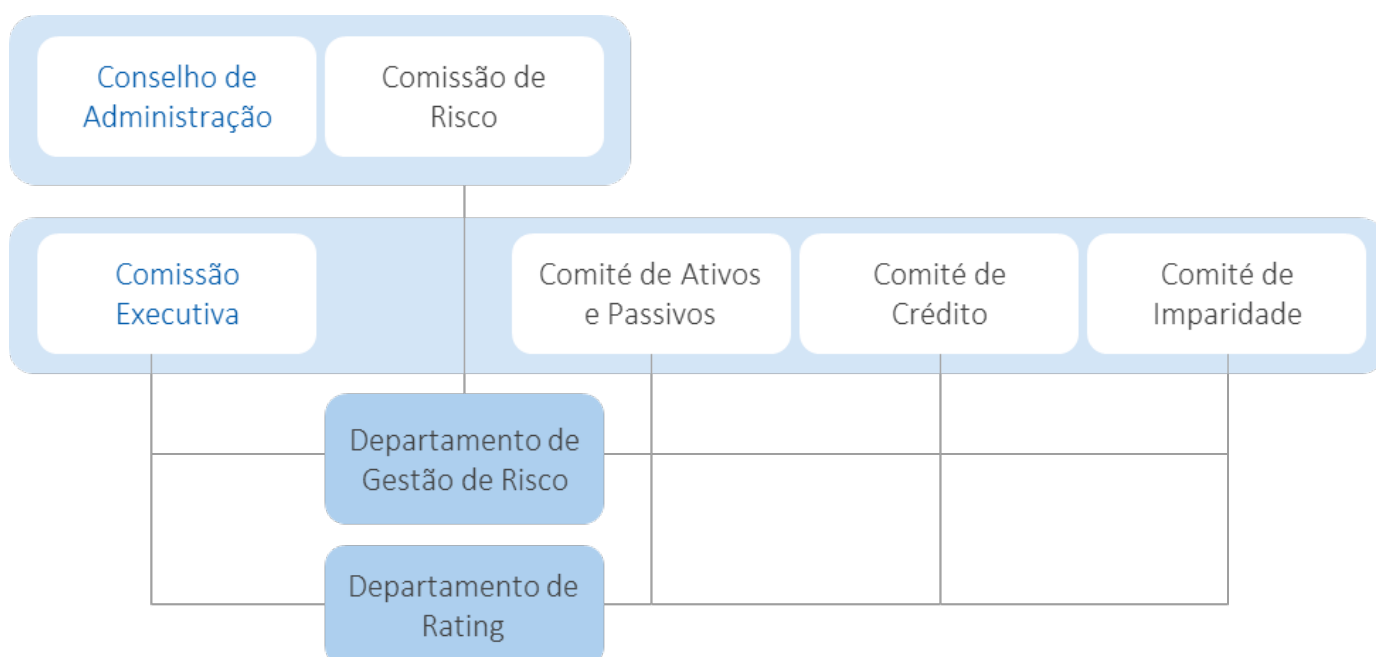 Conselho de
Administração
Comissão de
Risco
Comissão
Executiva
Comité de Ativos
e Passivos
Comité de
Crédito
Comité de
Imparidade
Departamento de
Gestão de Risco
Departamento de
Rating